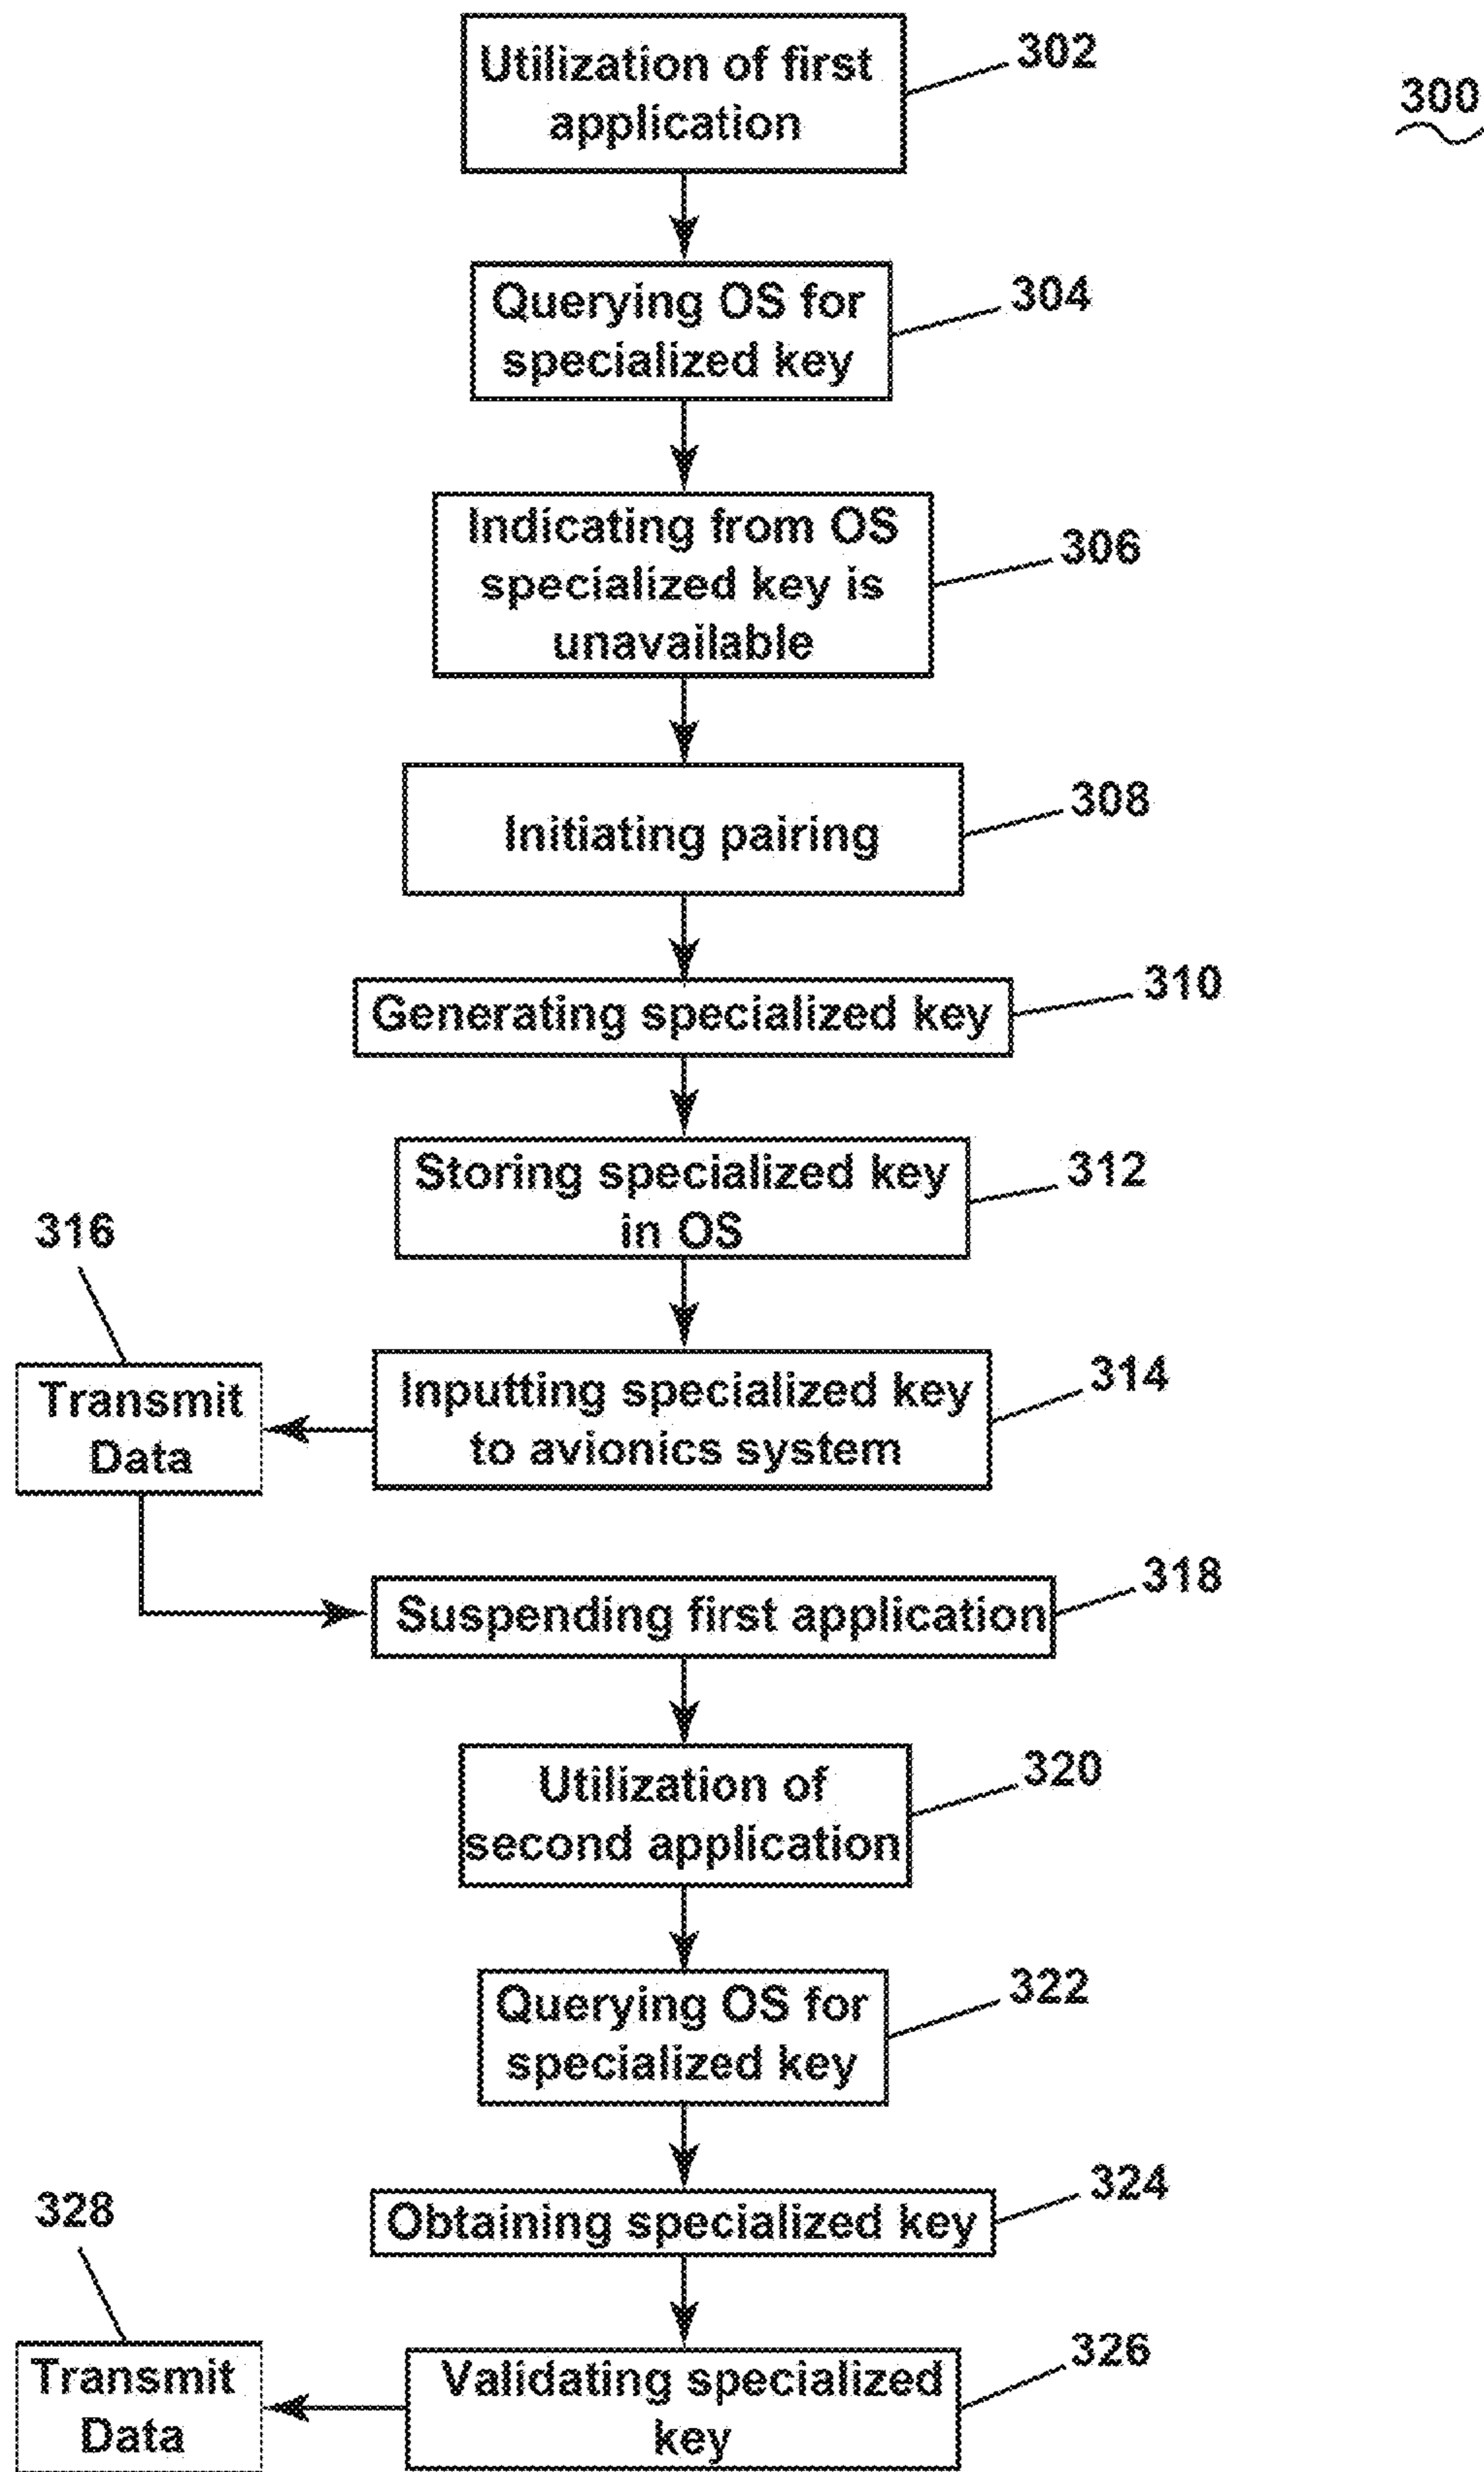 Utilization of first
application
302
300
Querying OS for
specialized key
304
Indicating from OS
specialized key is
unavailable
306
Initiating pairing
308
Generating specialized key
310
Storing specialized key
in OS
312
316
Transmit
Data
Inputting specialized key
to avionics system
314
Suspending first application
318
Utilization of
second application
320
Querying OS for
specialized key
322
Obtaining specialized key
324
328
Transmit
Data
Validating specialized
key
326